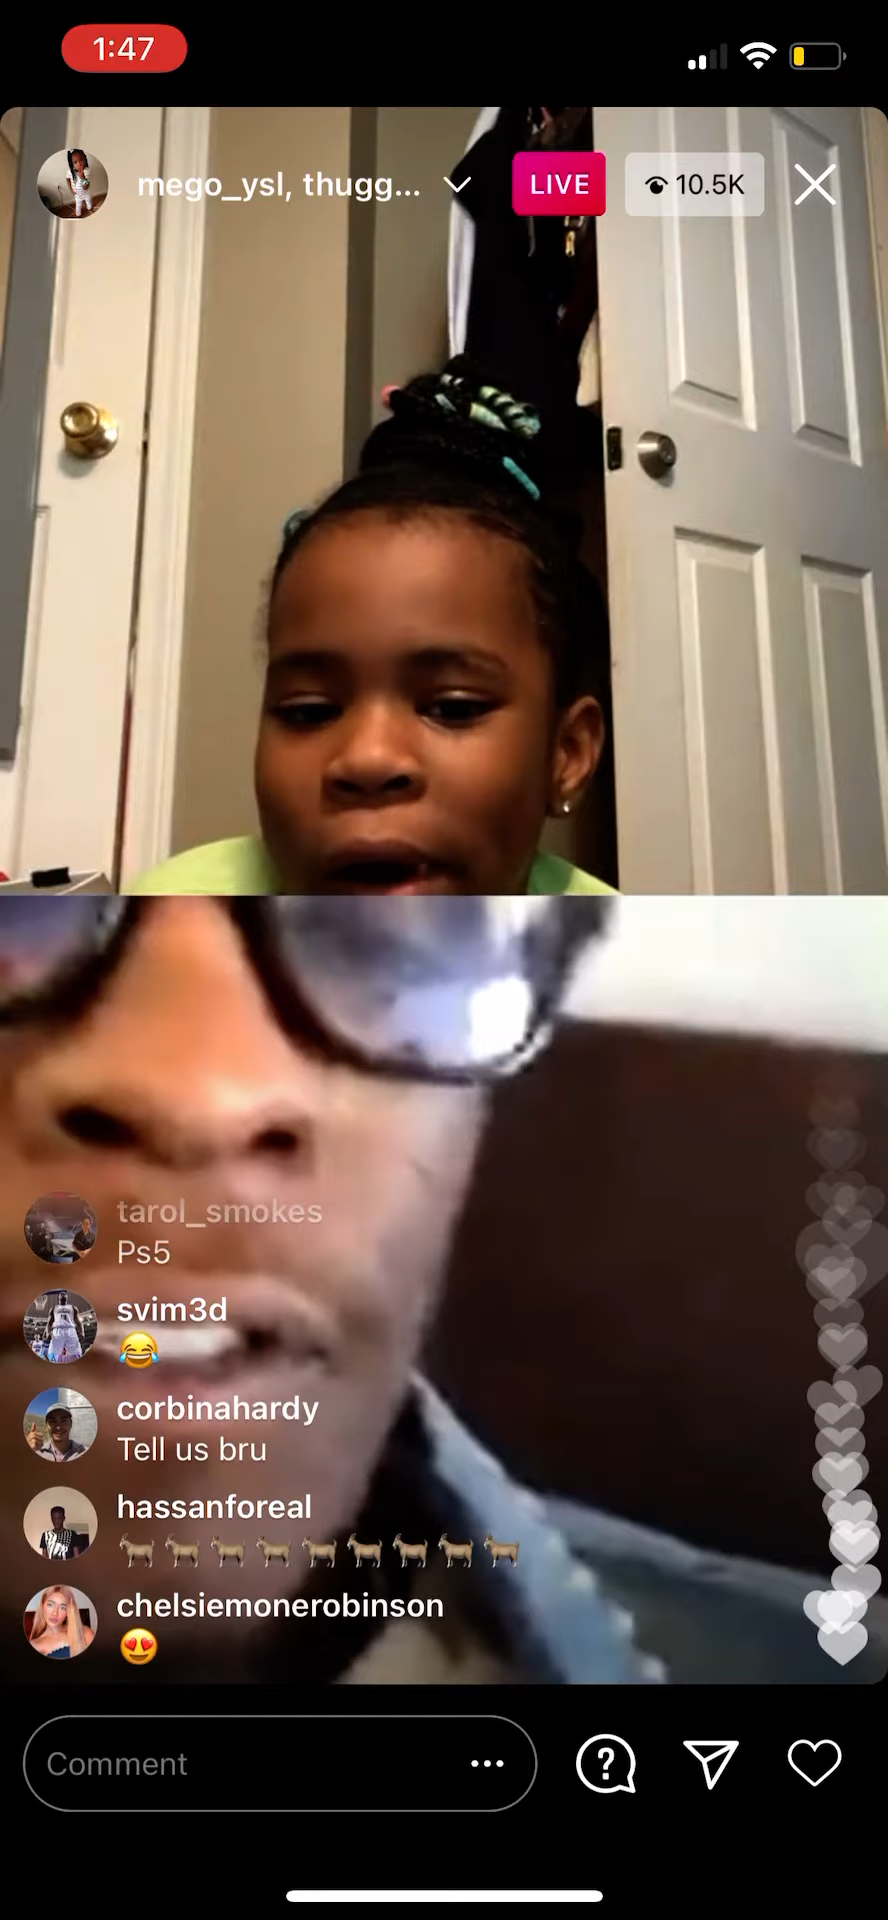 1:47
mego_ysl, thugg...
LIVE
10.5K
tarol_smokes
Ps5
svim3d
😂
corbinahardy
Tell us bru
hassanforeal
🐐🐐🐐🐐🐐🐐🐐🐐🐐
chelsiemonerobinson
😍
Comment